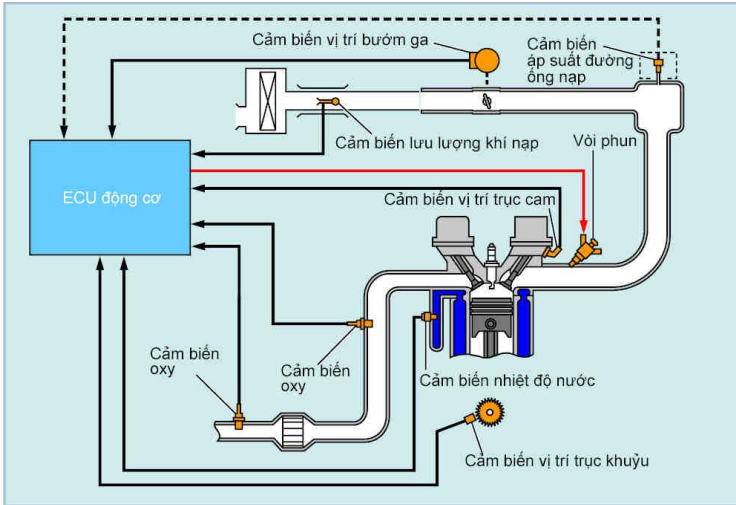 Cảm biến vị trí bướm ga
Cảm biến
áp suất đường
ống nạp
Cảm biến lưu lượng khí nạp
Vòi phun
ECU động cơ
Cảm biến vị trí trục cam
Cảm biến
oxy
Cảm biến
oxy
Cảm biến nhiệt độ nước
Cảm biến vị trí trục khuỷu